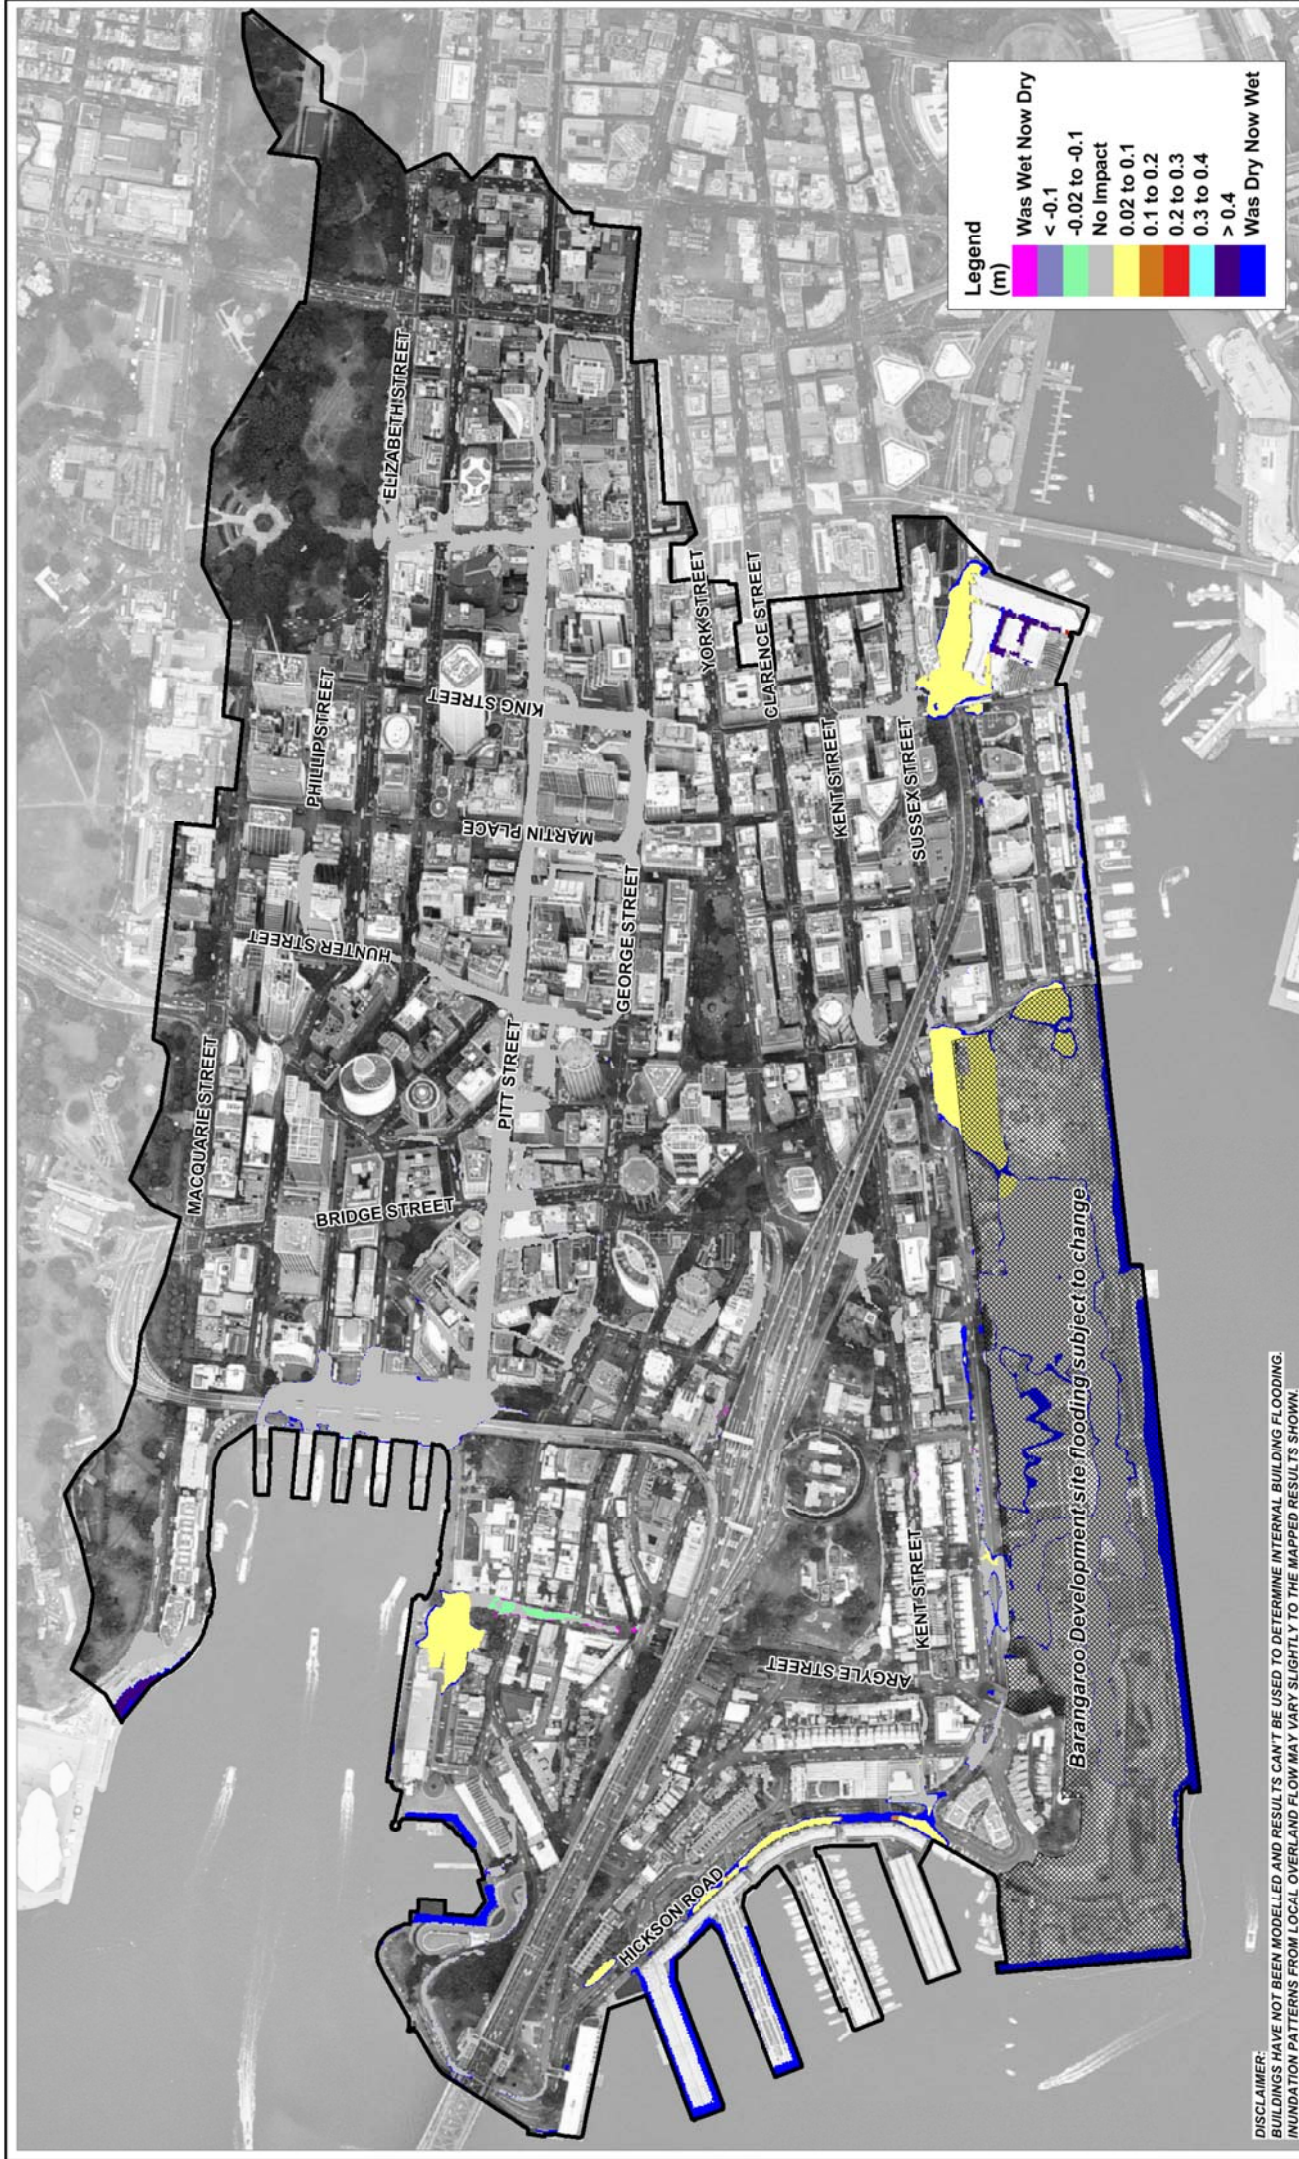 Legend
(m)
Was Wet Now Dry
< -0.1
-0.02 to -0.1
No Impact
0.02 to 0.1
0.1 to 0.2
0.2 to 0.3
0.3 to 0.4
> 0.4
Was Dry Now Wet
ELIZABETH STREET
PHILLIP STREET
KING STREET
YORK STREET
CLARENCE STREET
MARTIN PLACE
KENT STREET
SUSSEX STREET
HUNTER STREET
GEORGE STREET
MACQUARIE STREET
PITT STREET
BRIDGE STREET
KENT STREET
ARGYLE STREET
HICKSON ROAD
Barangaroo Development site flooding subject to change
DISCLAIMER:
BUILDINGS HAVE NOT BEEN MODELLED AND RESULTS CAN'T BE USED TO DETERMINE INTERNAL BUILDING FLOODING.
INUNDATION PATTERNS FROM LOCAL OVERLAND FLOW MAY VARY SLIGHTLY TO THE MAPPED RESULTS SHOWN.